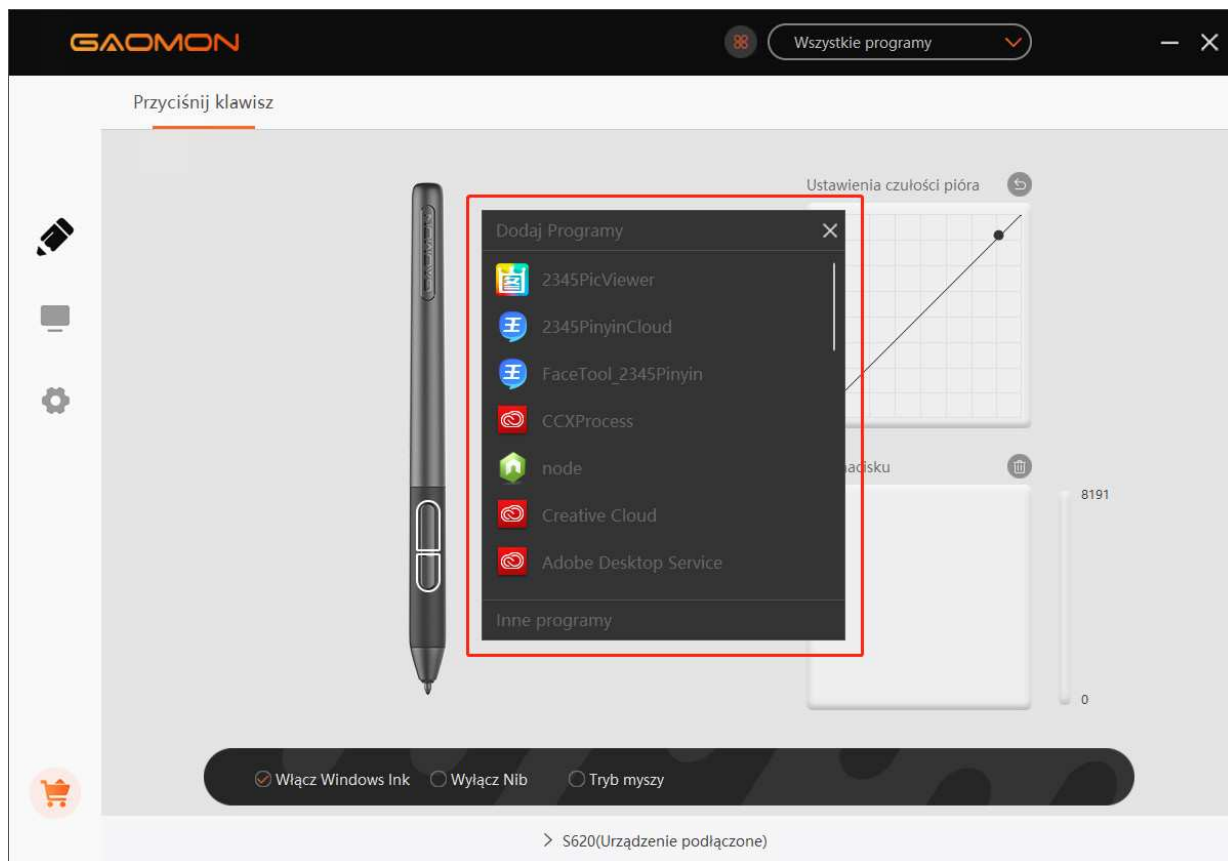 GAOMON
Wszystkie programy
Przyciśnij klawisz
Ustawienia czułości pióra
GAOMON
Dodaj Programy
2345PicViewer
2345PinyinCloud
FaceTool_2345Pinyin
CCXProcess
node
Creative Cloud
Adobe Desktop Service
Inne programy
8191
0
Włącz Windows Ink
Wyłącz Nib
Tryb myszy
S620(Urządzenie podłączone)